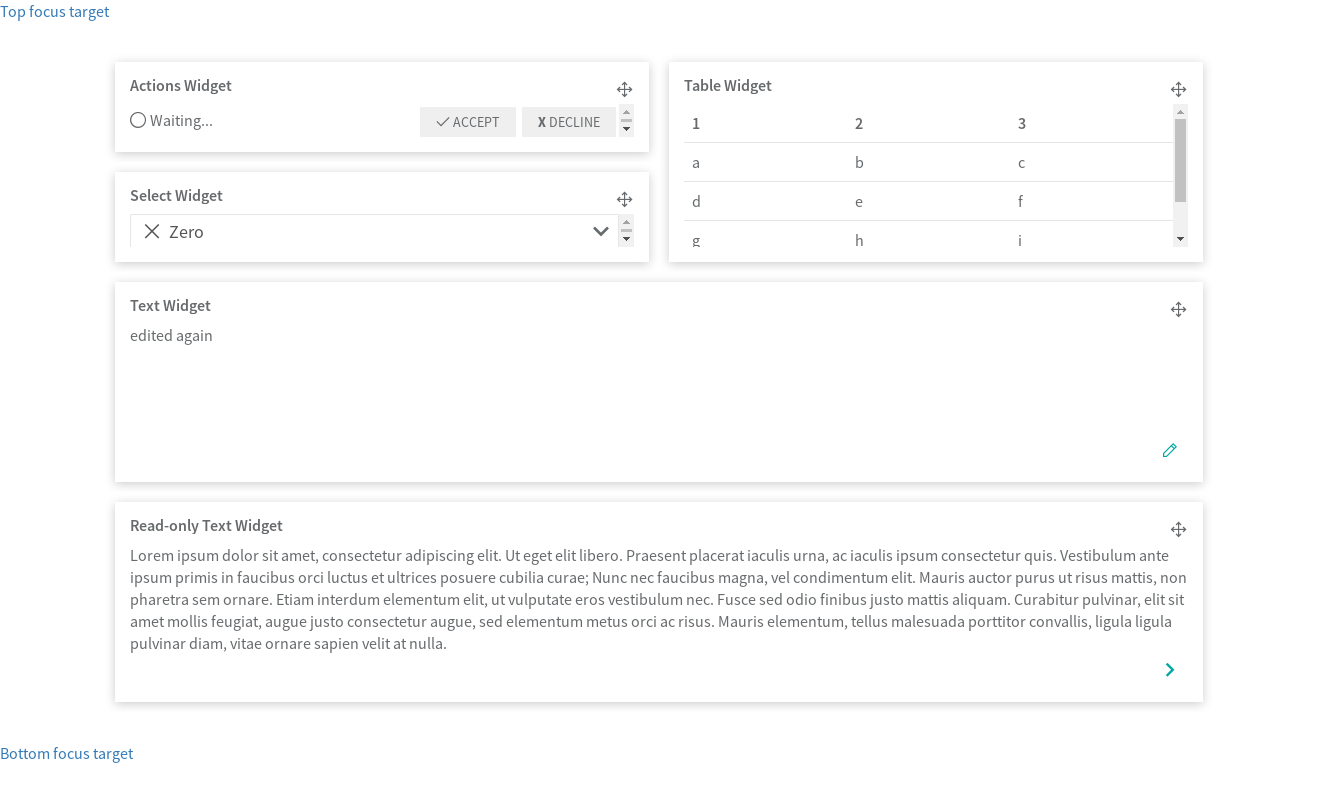 Top focus target
Actions Widget
Waiting...
ACCEPT
X DECLINE
Table Widget
1 2 3
a b c
d e f
g h i
Select Widget
Zero
Text Widget
edited again
Read-only Text Widget
Lorem ipsum dolor sit amet, consectetur adipiscing elit. Ut eget elit libero. Praesent placerat iaculis urna, ac iaculis ipsum consectetur quis. Vestibulum ante
ipsum primis in faucibus orci luctus et ultrices posuere cubilia curae; Nunc nec faucibus magna, vel condimentum elit. Mauris auctor purus ut risus mattis, non
pharetra sem ornare. Etiam interdum elementum elit, ut vulputate eros vestibulum nec. Fusce sed odio finibus justo mattis aliquam. Curabitur pulvinar, elit sit
amet mollis feugiat, augue justo consectetur augue, sed elementum metus orci ac risus. Mauris elementum, tellus malesuada porttitor convallis, ligula ligula
pulvinar diam, vitae ornare sapien velit at nulla.
Bottom focus target